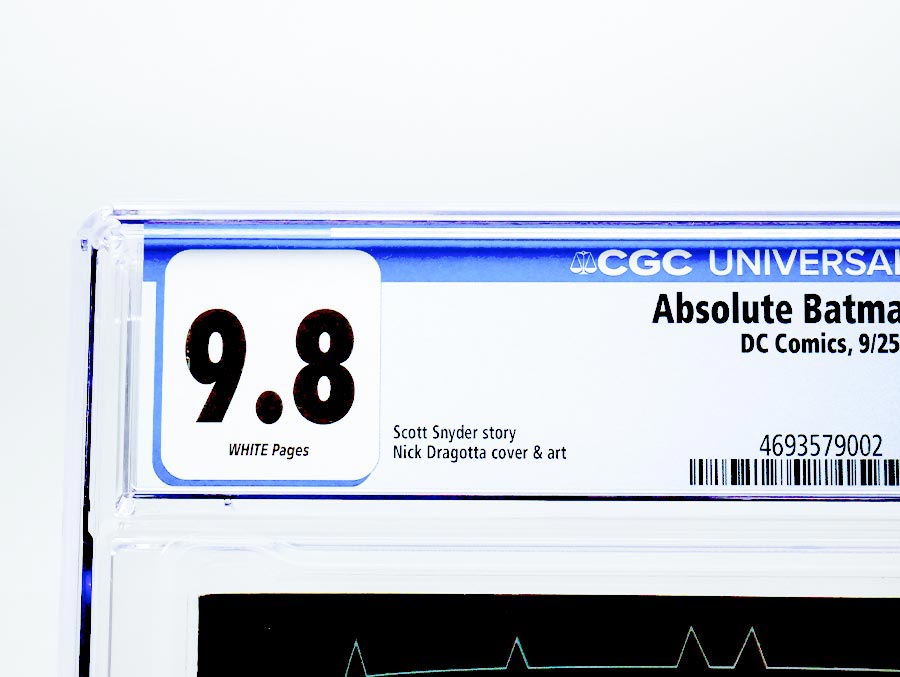 CGC UNIVERSAL
Absolute Batma
DC Comics, 9/25
9.8
WHITE Pages
Scott Snyder story
Nick Dragotta cover & art
4693579002